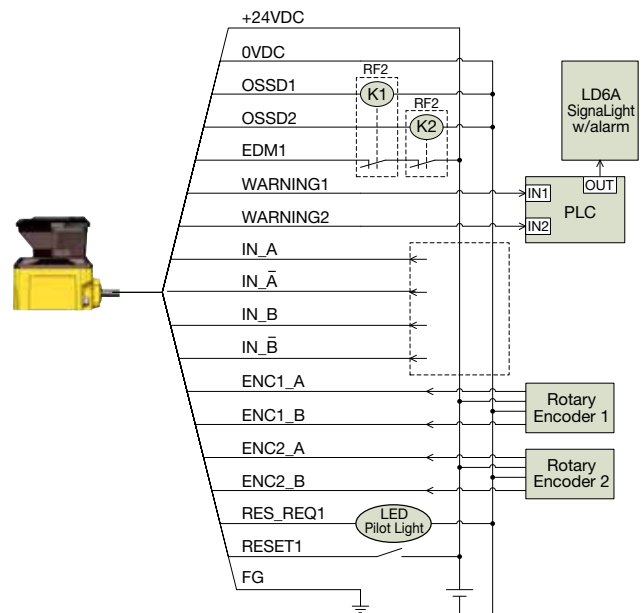 +24VDC
0VDC
OSSD1
RF2
K1
OSSD2
RF2
K2
EDM1
LD6A
SignaLight
w/alarm
WARNING1
IN1
OUT
PLC
WARNING2
IN2
IN_A
IN_A̅
IN_B
IN_B̅
ENC1_A
ENC1_B
Rotary
Encoder 1
ENC2_A
ENC2_B
Rotary
Encoder 2
RES_REQ1
LED
Pilot Light
RESET1
FG